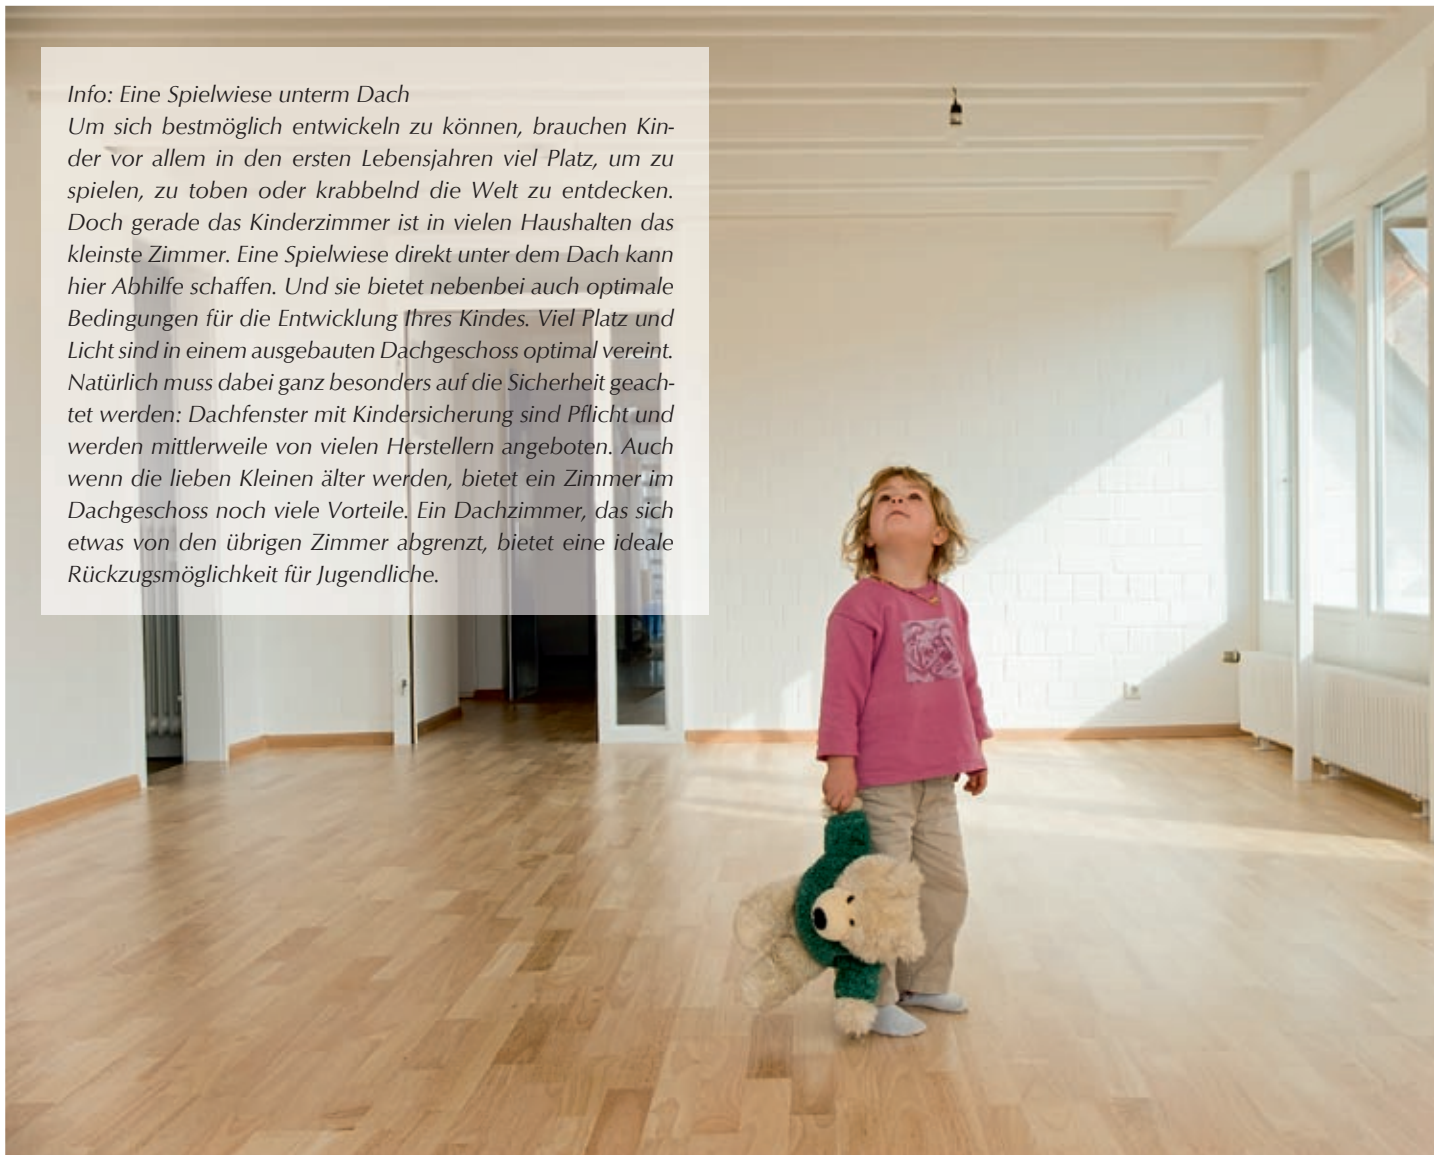 Info: Eine Spielwiese unterm Dach
Um sich bestmöglich entwickeln zu können, brauchen Kin-
der vor allem in den ersten Lebensjahren viel Platz, um zu
spielen, zu toben oder krabbelnd die Welt zu entdecken.
Doch gerade das Kinderzimmer ist in vielen Haushalten das
kleinste Zimmer. Eine Spielwiese direkt unter dem Dach kann
hier Abhilfe schaffen. Und sie bietet nebenbei auch optimale
Bedingungen für die Entwicklung Ihres Kindes. Viel Platz und
Licht sind in einem ausgebauten Dachgeschoss optimal vereint.
Natürlich muss dabei ganz besonders auf die Sicherheit geach-
tet werden: Dachfenster mit Kindersicherung sind Pflicht und
werden mittlerweile von vielen Herstellern angeboten. Auch
wenn die lieben Kleinen älter werden, bietet ein Zimmer im
Dachgeschoss noch viele Vorteile. Ein Dachzimmer, das sich
etwas von den übrigen Zimmer abgrenzt, bietet eine ideale
Rückzugsmöglichkeit für Jugendliche.